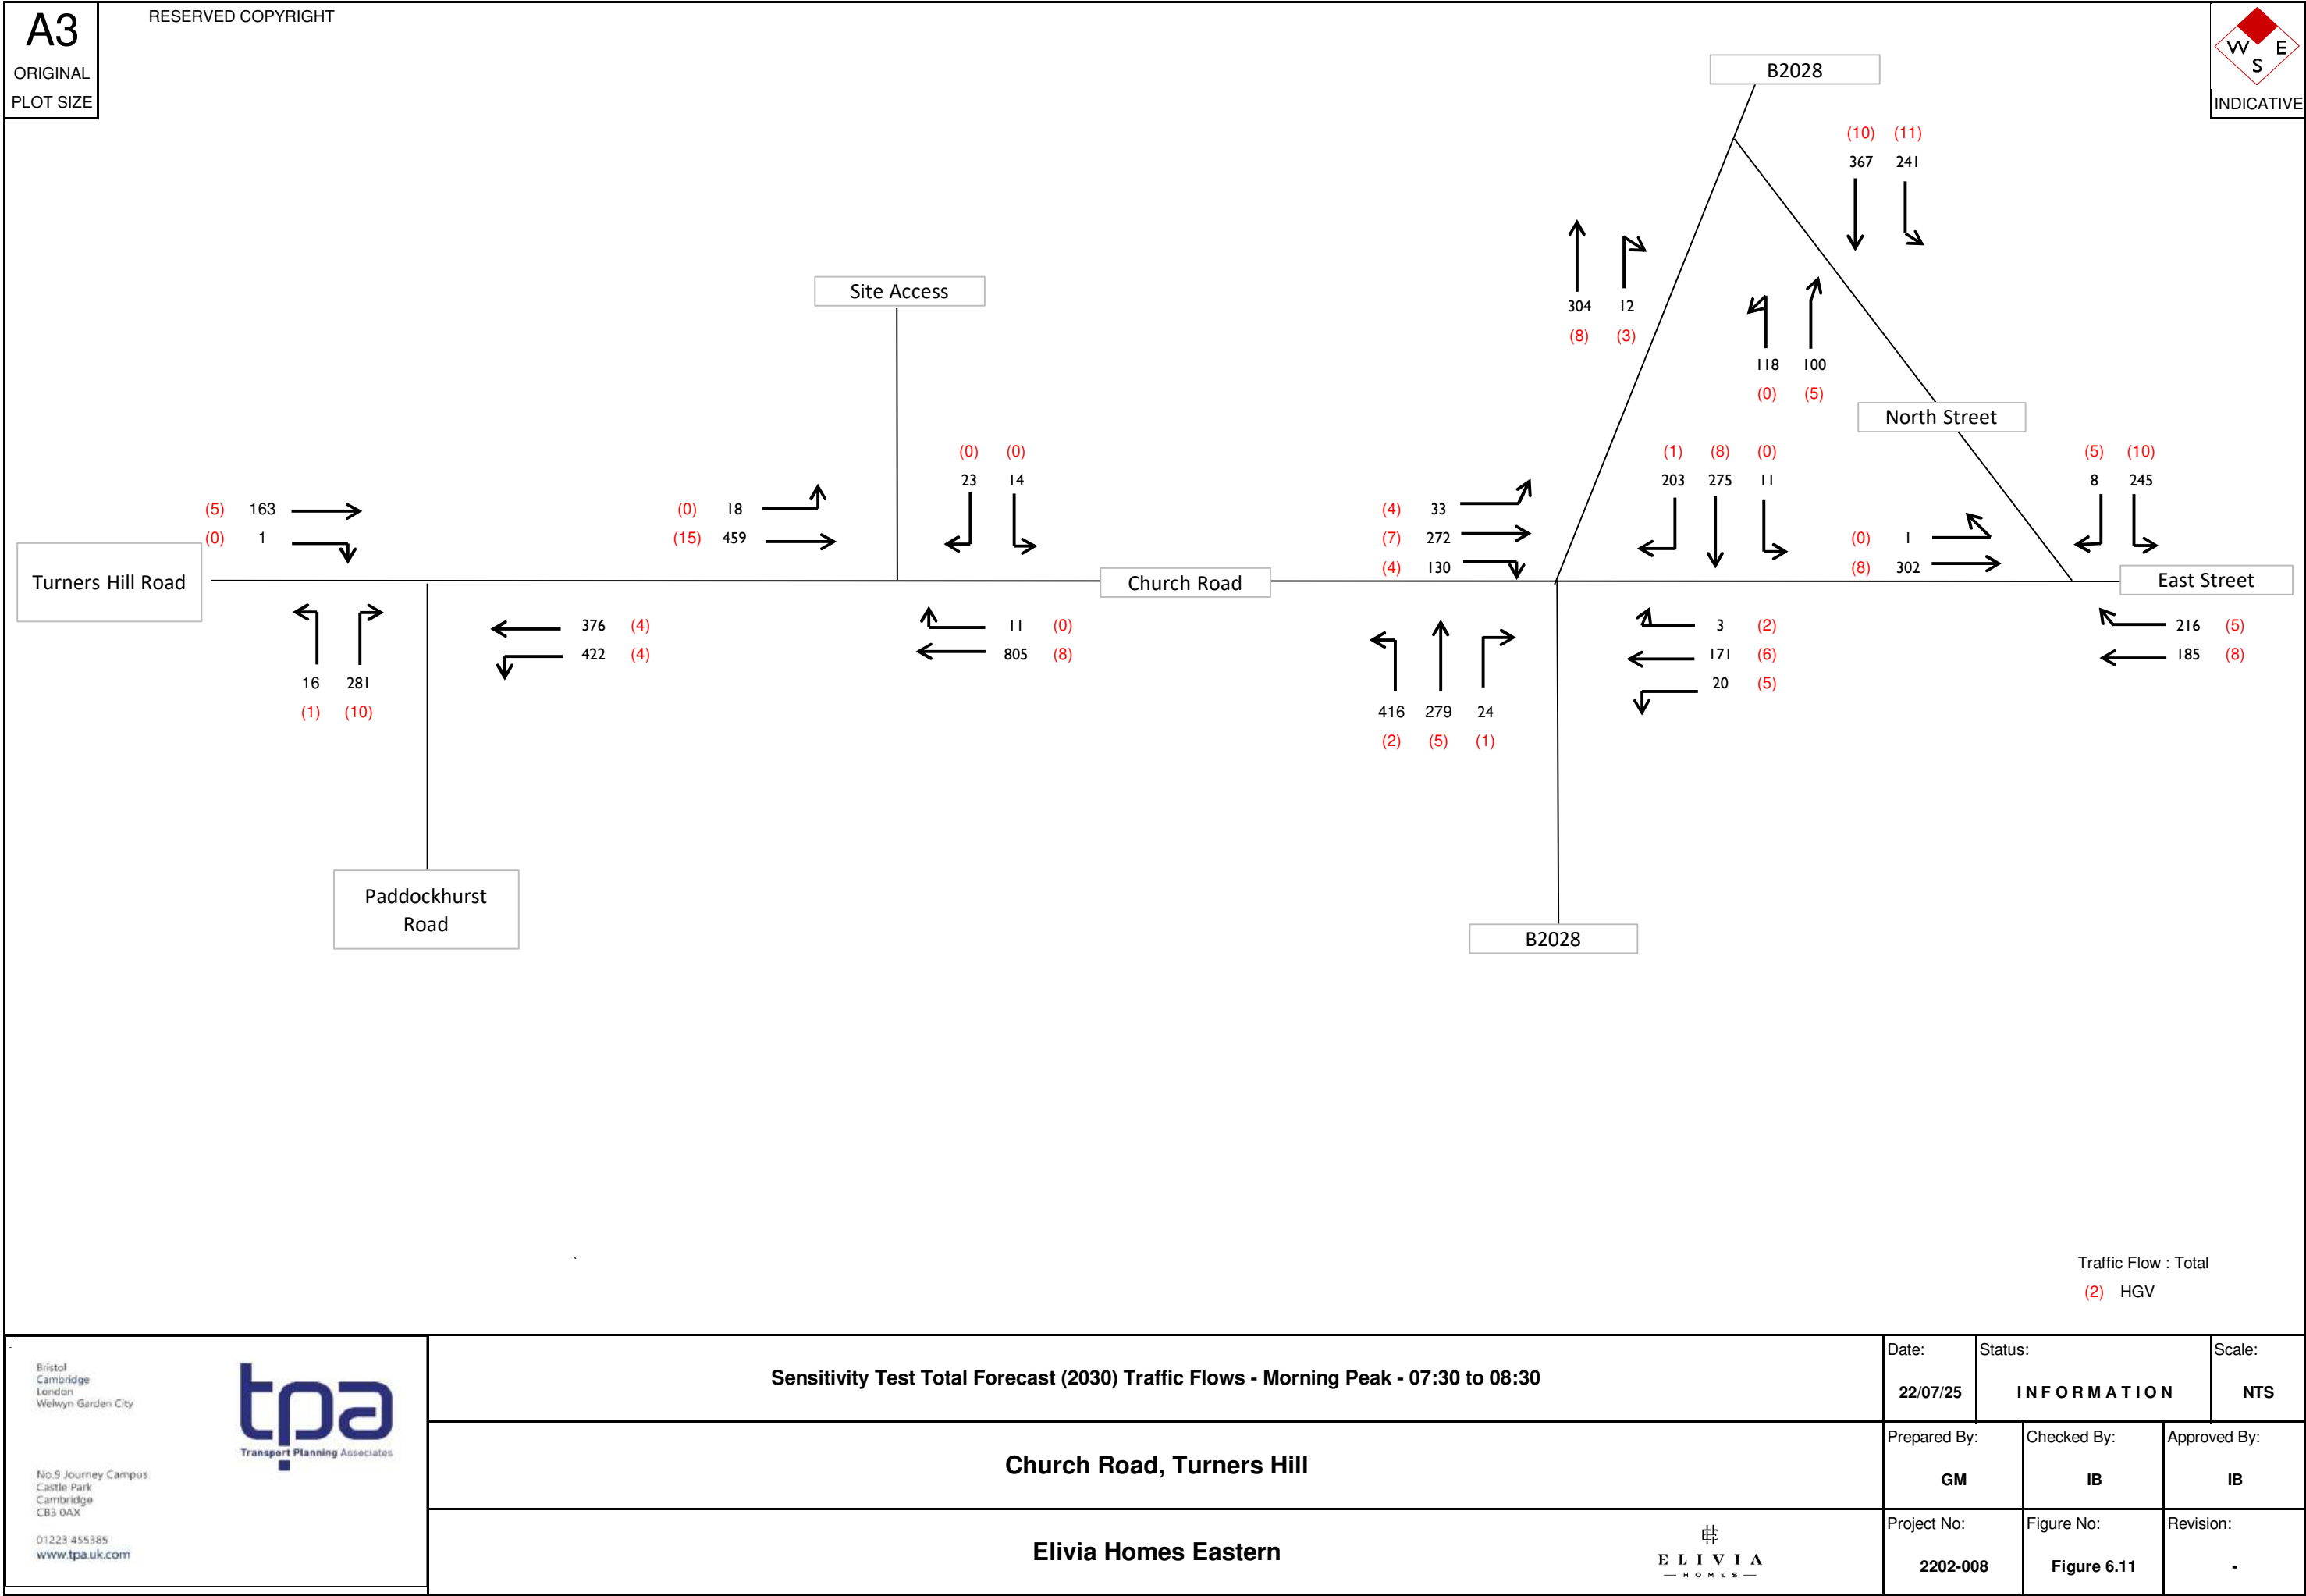 A3
ORIGINAL
PLOT SIZE
RESERVED COPYRIGHT
W E
S
INDICATIVE
B2028
(10) (11)
367 241
304 12
(8) (3)
118 100
(0) (5)
North Street
Site Access
(0) (0)
23 14
(1) (8) (0)
203 275 11
(5) (10)
8 245
(5) 163
(0) 1
(0) 18
(15) 459
(4) 33
(7) 272
(4) 130
(0) 1
(8) 302
Turners Hill Road
Church Road
East Street
16 281
(1) (10)
376 (4)
422 (4)
11 (0)
805 (8)
416 279 24
(2) (5) (1)
3 (2)
171 (6)
20 (5)
216 (5)
185 (8)
Paddockhurst
Road
B2028
Traffic Flow : Total
(2) HGV
Bristol
Cambridge
London
Welwyn Garden City
tpa
Transport Planning Associates
No.9 Journey Campus
Castle Park
Cambridge
CB3 0AX
01223 455385
www.tpa.uk.com
Sensitivity Test Total Forecast (2030) Traffic Flows - Morning Peak - 07:30 to 08:30
Church Road, Turners Hill
Elivia Homes Eastern
ELIVIA
HOMES
Date:
22/07/25
Status:
INFORMATION
Scale:
NTS
Prepared By:
GM
Checked By:
IB
Approved By:
IB
Project No:
2202-008
Figure No:
Figure 6.11
Revision:
-